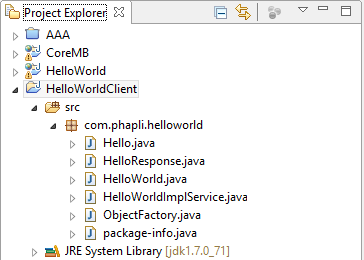 Project Explorer
AAA
CoreMB
HelloWorld
HelloWorldClient
src
com.phapli.helloworld
Hello.java
HelloResponse.java
HelloWorld.java
HelloWorldImplService.java
ObjectFactory.java
package-info.java
JRE System Library [jdk1.7.0_71]